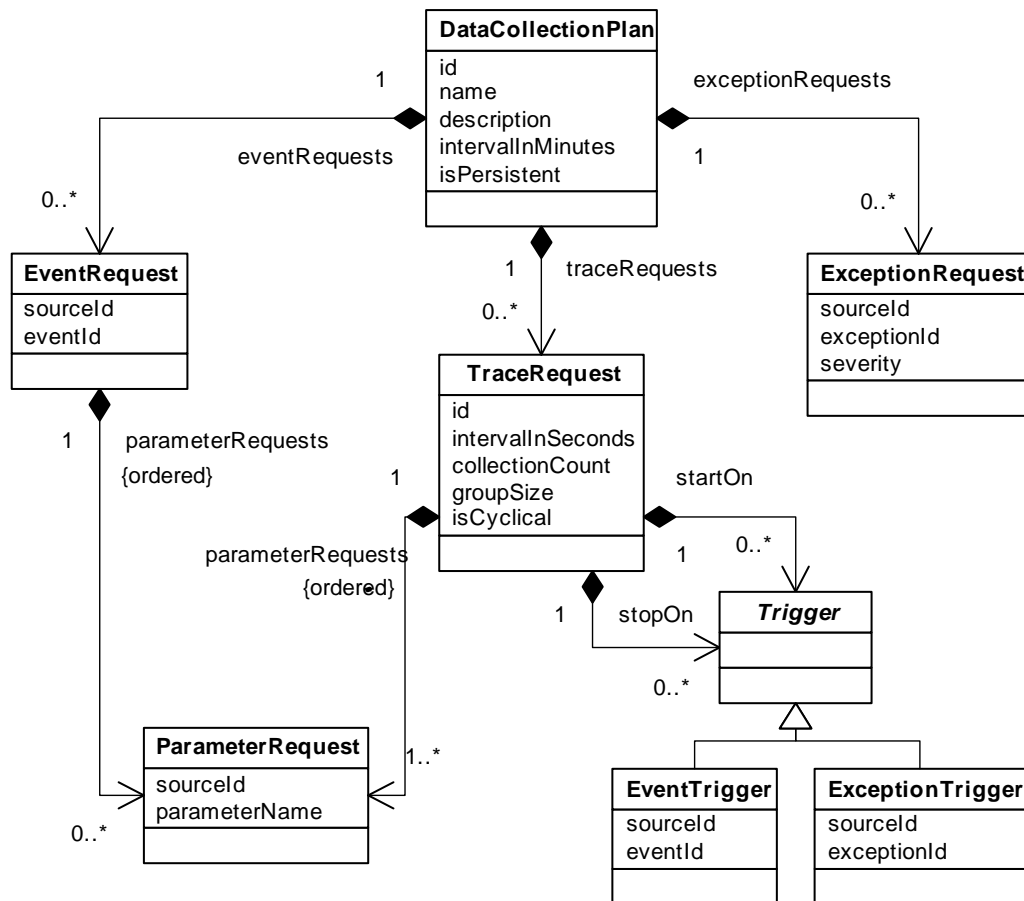 DataCollectionPlan
id
name
description
intervalInMinutes
isPersistent
1
eventRequests
0..*
exceptionRequests
1
0..*
1
traceRequests
0..*
EventRequest
sourceId
eventId
ExceptionRequest
sourceId
exceptionId
severity
TraceRequest
id
intervalInSeconds
collectionCount
groupSize
isCyclical
1
parameterRequests
{ordered}
1
parameterRequests
{ordered}
startOn
0..*
1
1
stopOn
0..*
Trigger
ParameterRequest
sourceId
parameterName
1..*
0..*
EventTrigger
sourceId
eventId
ExceptionTrigger
sourceId
exceptionId